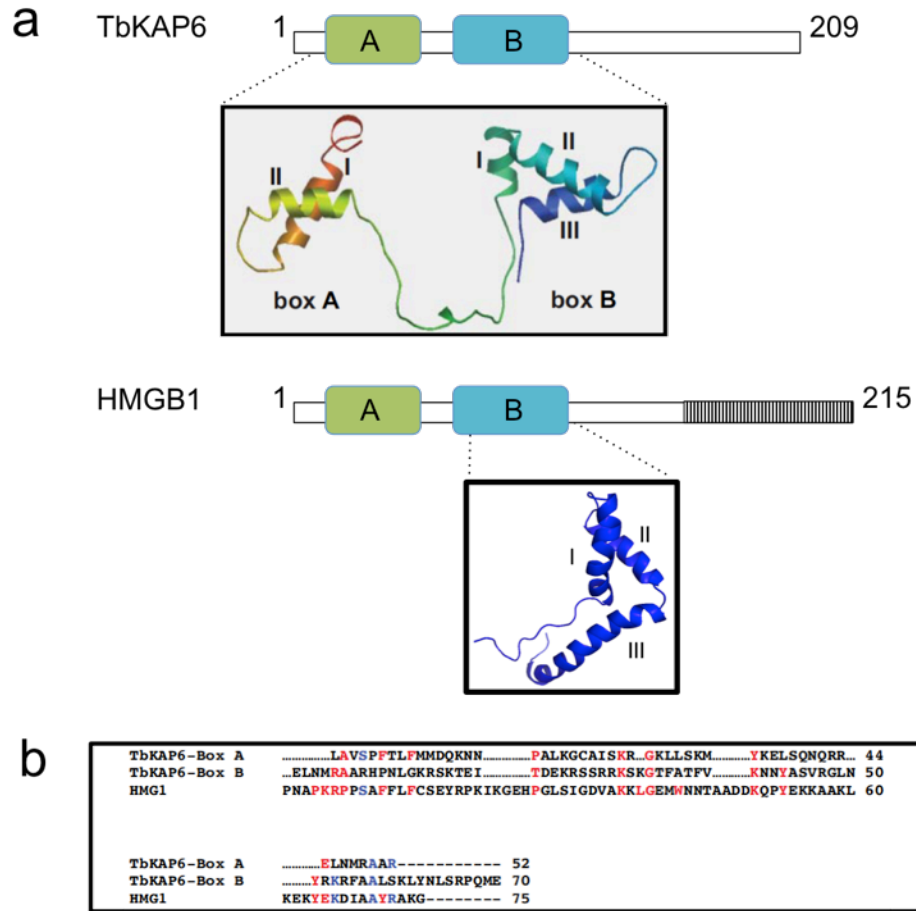 a
TbKAP6 1 A B 209
I II
I II III
box A box B
HMGB1 1 A B 215
I II
III
b
TbKAP6-Box A ............LAVSPFTLFMMDQKNN..........PALKGCAISKR..GKLLSKM.........YKELSQNQRR... 44
TbKAP6-Box B ...ELNMRAARHPNLGKRSKTEI...........TDEKRSSRRKSKGTFATFV..........KNNYASVRGLN 50
HMG1 PNAPKRPPSAFFLFCSEYRPKIKGEHPGLSIGDVAKKLGEMWNNTAADDKQPYEKKAAKL 60
TbKAP6-Box A ............ELNMRAAR----------- 52
TbKAP6-Box B .........YRKRFAALSKLYNLSRPQME 70
HMG1 KEKYEKDIAAYRAKG-------- 75